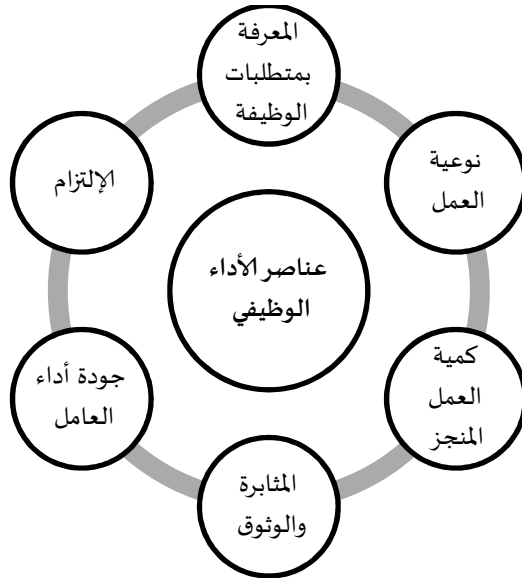 المعرفة
بمتطلبات
الوظيفة
نوعية
العمل
الإلتزام
عناصر الأداء
الوظيفي
كمية
العمل
المنجز
جودة أداء
العامل
المثابرة
والوثوق